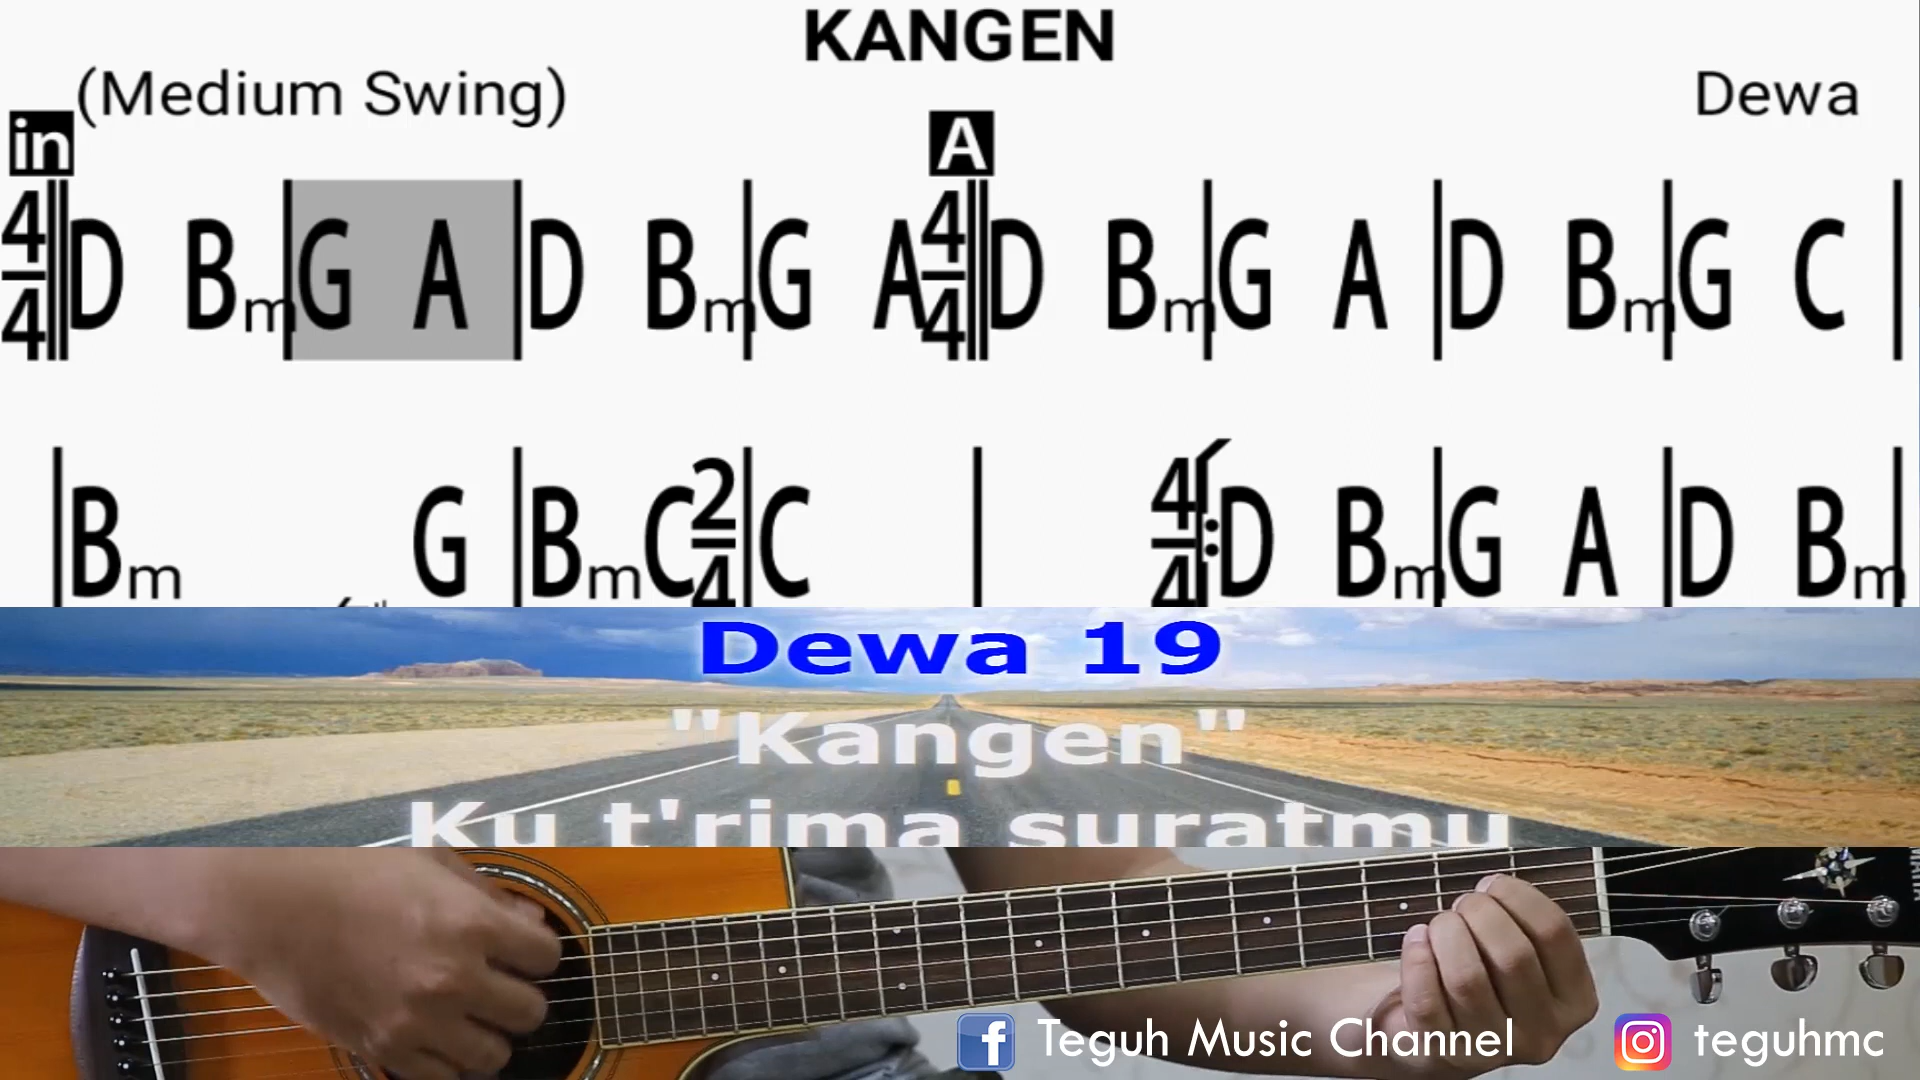 KANGEN
(Medium Swing) Dewa
in A
4/4 D Bm G A D Bm G A 4/4 D Bm G A D Bm G C
Bm G Bm C 2/4 C 4/4 D Bm G A D Bm
Dewa 19
"Kangen"
Ku t'rima suratmu
Teguh Music Channel teguhmc